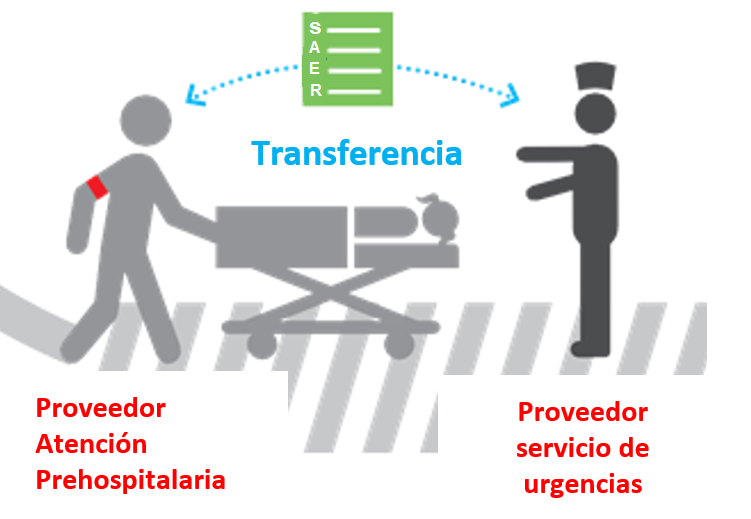 S
A
E
R
Transferencia
Proveedor
Atención
Prehospitalaria
Proveedor
servicio de
urgencias